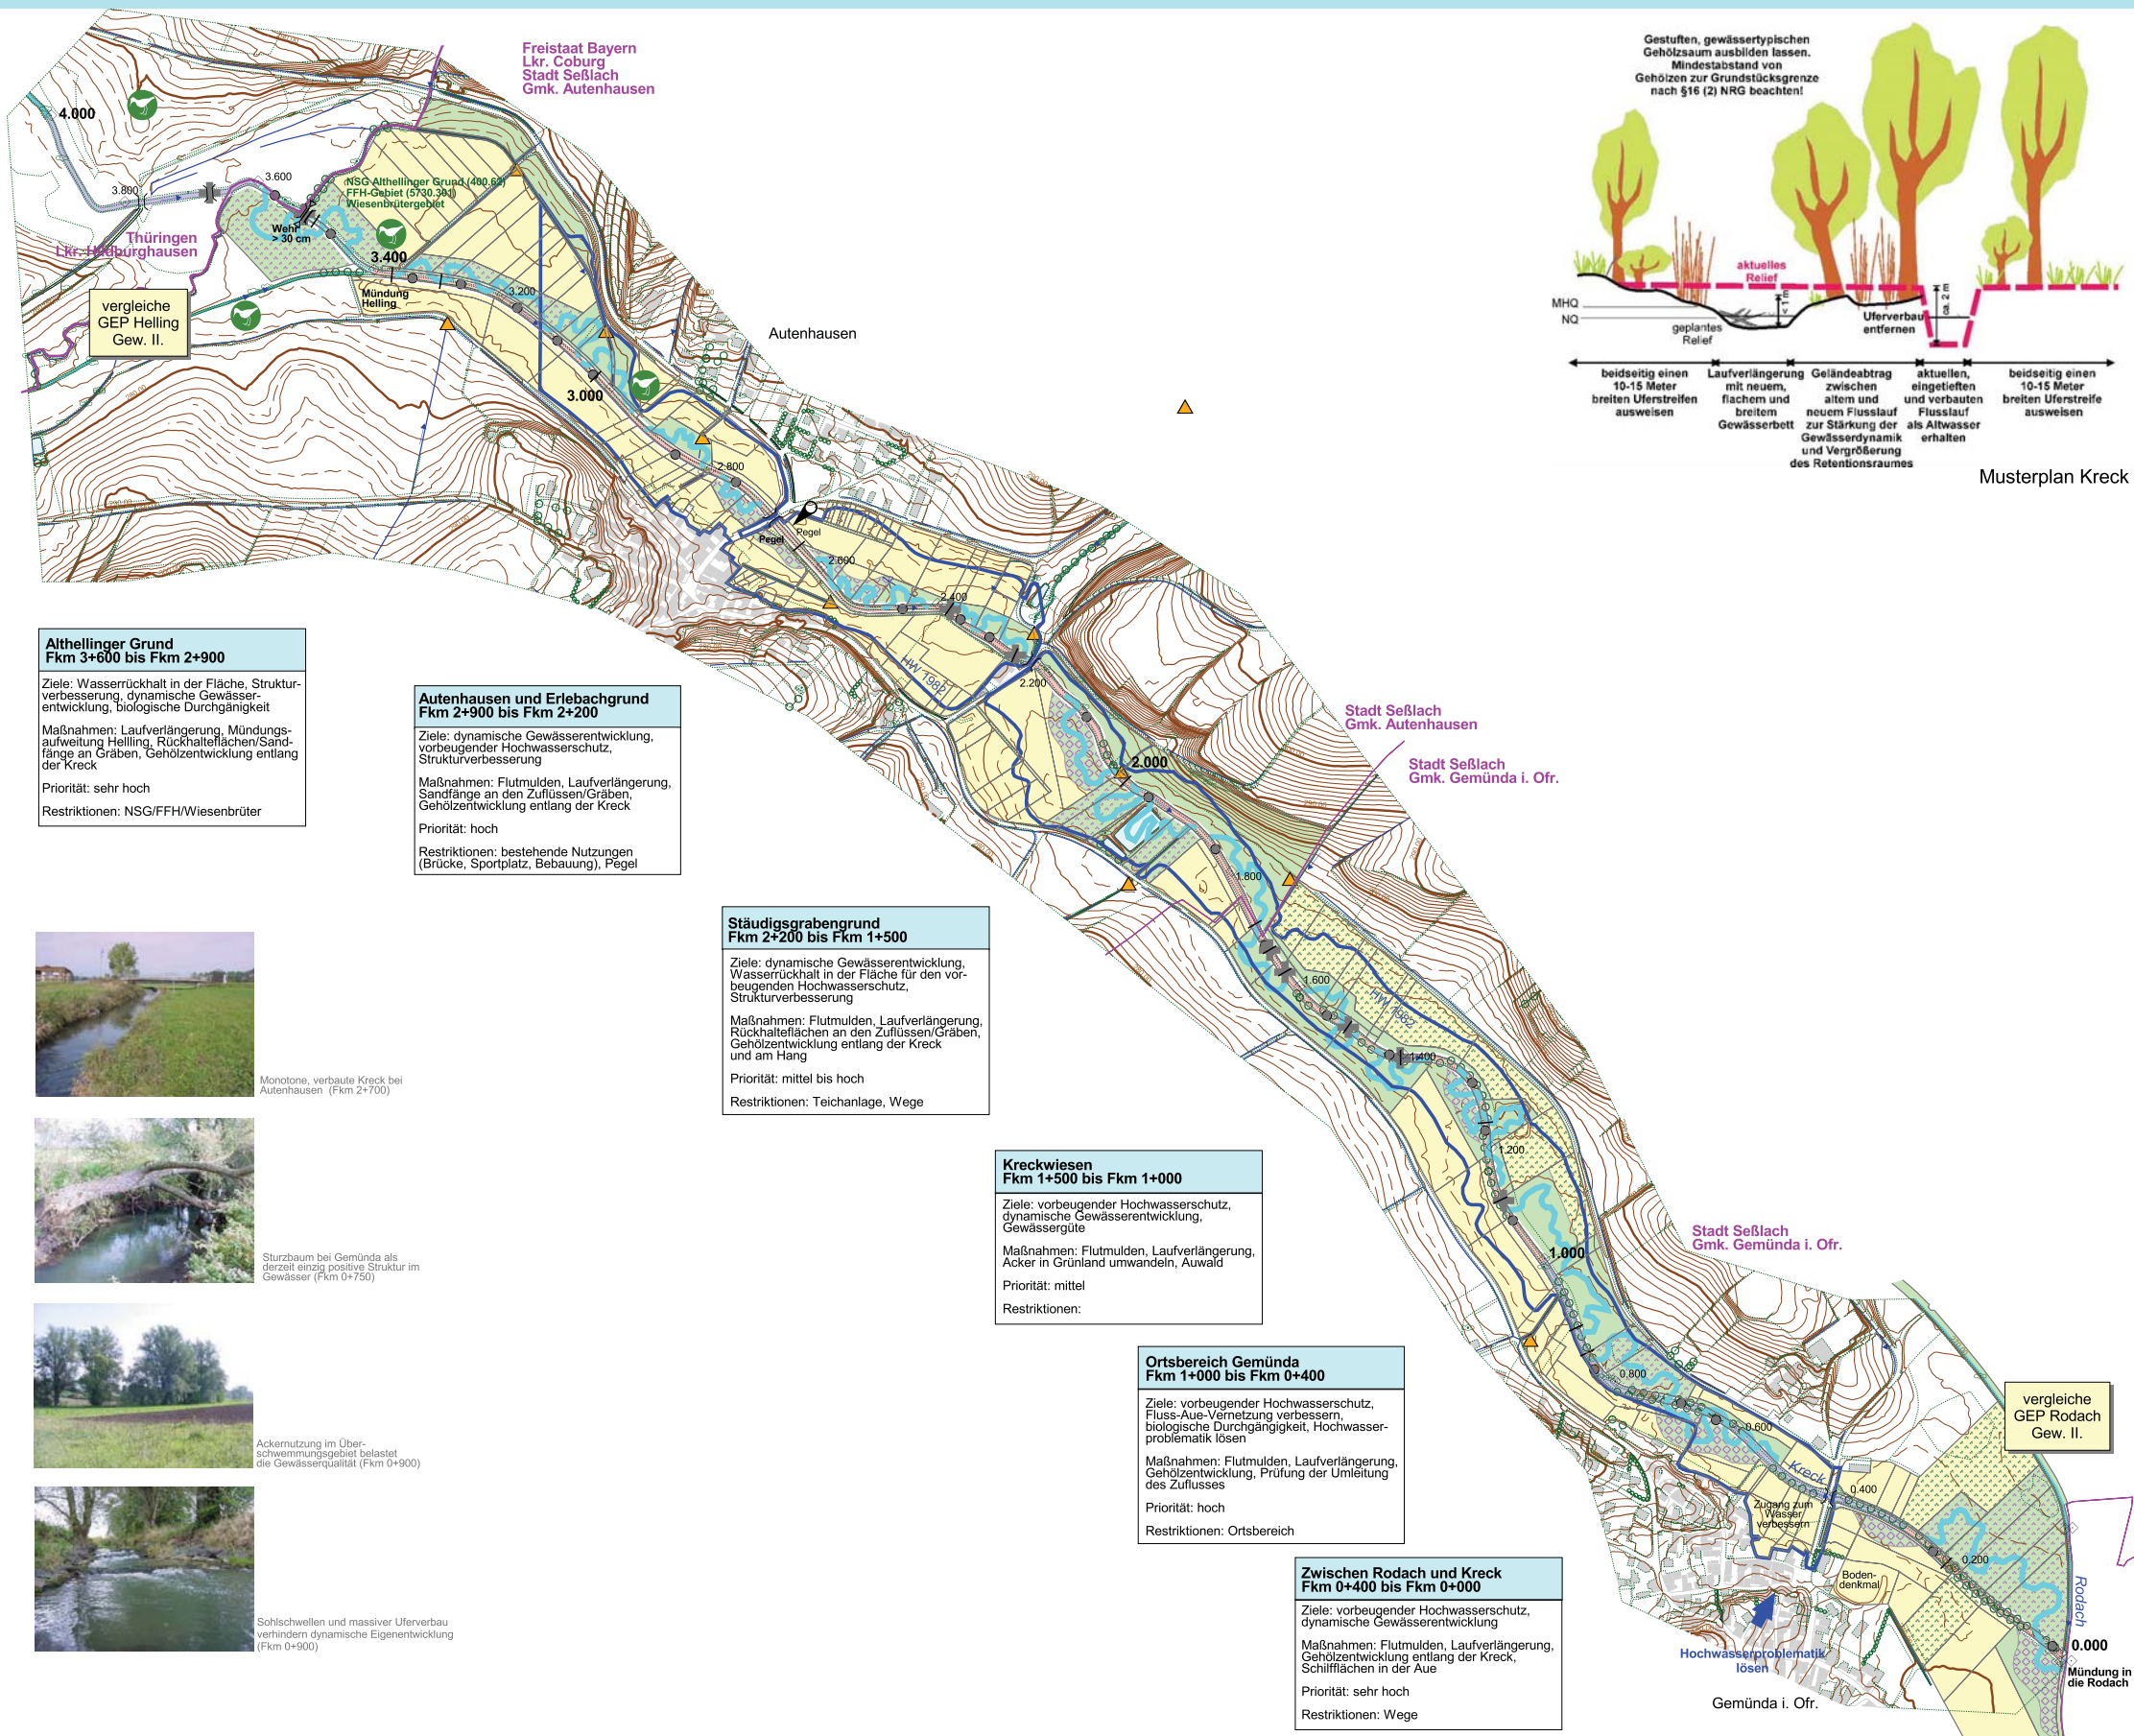 Freistaat Bayern
Lkr. Coburg
Stadt Seßlach
Gmk. Autenhausen
Gestuften, gewässertypischen
Gehölzsaum ausbilden lassen.
Mindestabstand von
Gehölzen zur Grundstücksgrenze
nach §16 (2) NRG beachten!
aktuelles
Relief
MHQ
NQ
geplantes
Relief
< 1 m
Uferverbau
entfernen
ca. 2 m
beidseitig einen
10-15 Meter
breiten Uferstreifen
ausweisen
Laufverlängerung
mit neuem,
flachem und
breitem
Gewässerbett
Geländeabtrag
zwischen
altem und
neuem Flusslauf
zur Stärkung der
Gewässerdynamik
und Vergrößerung
des Retentionsraumes
aktuellen,
eingetieften
und verbauten
Flusslauf
als Altwasser
erhalten
beidseitig einen
10-15 Meter
breiten Uferstreife
ausweisen
Musterplan Kreck
4.000
3.800
3.600
NSG Althellinger Grund (400.62)
FFH-Gebiet (5730.301)
Wiesenbrütergebiet
Wehr
> 30 cm
Thüringen
Lkr. Hildburghausen
3.400
Mündung
Helling
3.200
vergleiche
GEP Helling
Gew. II.
Autenhausen
3.000
2.800
Pegel
Pegel
2.600
2.400
HW 1982
2.200
2.000
Stadt Seßlach
Gmk. Autenhausen
Stadt Seßlach
Gmk. Gemünda i. Ofr.
1.800
1.600
HW 1982
1.400
1.200
1.000
Stadt Seßlach
Gmk. Gemünda i. Ofr.
0.800
0.600
Kreck
0.400
Zugang zum
Wasser
verbessern
Boden-
denkmal
0.200
vergleiche
GEP Rodach
Gew. II.
Rodach
0.000
Mündung in
die Rodach
Hochwasserproblematik
lösen
Gemünda i. Ofr.
Althellinger Grund
Fkm 3+600 bis Fkm 2+900
Ziele: Wasserrückhalt in der Fläche, Struktur-
verbesserung, dynamische Gewässer-
entwicklung, biologische Durchgänigkeit
Maßnahmen: Laufverlängerung, Mündungs-
aufweitung Hellling, Rückhalteflächen/Sand-
fänge an Gräben, Gehölzentwicklung entlang
der Kreck
Priorität: sehr hoch
Restriktionen: NSG/FFH/Wiesenbrüter
Autenhausen und Erlebachgrund
Fkm 2+900 bis Fkm 2+200
Ziele: dynamische Gewässerentwicklung,
vorbeugender Hochwasserschutz,
Strukturverbesserung
Maßnahmen: Flutmulden, Laufverlängerung,
Sandfänge an den Zuflüssen/Gräben,
Gehölzentwicklung entlang der Kreck
Priorität: hoch
Restriktionen: bestehende Nutzungen
(Brücke, Sportplatz, Bebauung), Pegel
Stäudigsgrabengrund
Fkm 2+200 bis Fkm 1+500
Ziele: dynamische Gewässerentwicklung,
Wasserrückhalt in der Fläche für den vor-
beugenden Hochwasserschutz,
Strukturverbesserung
Maßnahmen: Flutmulden, Laufverlängerung,
Rückhalteflächen an den Zuflüssen/Gräben,
Gehölzentwicklung entlang der Kreck
und am Hang
Priorität: mittel bis hoch
Restriktionen: Teichanlage, Wege
Kreckwiesen
Fkm 1+500 bis Fkm 1+000
Ziele: vorbeugender Hochwasserschutz,
dynamische Gewässerentwicklung,
Gewässergüte
Maßnahmen: Flutmulden, Laufverlängerung,
Acker in Grünland umwandeln, Auwald
Priorität: mittel
Restriktionen:
Ortsbereich Gemünda
Fkm 1+000 bis Fkm 0+400
Ziele: vorbeugender Hochwasserschutz,
Fluss-Aue-Vernetzung verbessern,
biologische Durchgängigkeit, Hochwasser-
problematik lösen
Maßnahmen: Flutmulden, Laufverlängerung,
Gehölzentwicklung, Prüfung der Umleitung
des Zuflusses
Priorität: hoch
Restriktionen: Ortsbereich
Zwischen Rodach und Kreck
Fkm 0+400 bis Fkm 0+000
Ziele: vorbeugender Hochwasserschutz,
dynamische Gewässerentwicklung
Maßnahmen: Flutmulden, Laufverlängerung,
Gehölzentwicklung entlang der Kreck,
Schilfflächen in der Aue
Priorität: sehr hoch
Restriktionen: Wege
Monotone, verbaute Kreck bei
Autenhausen (Fkm 2+700)
Sturzbaum bei Gemünda als
derzeit einzig positive Struktur im
Gewässer (Fkm 0+750)
Ackernutzung im Über-
schwemmungsgebiet belastet
die Gewässerqualität (Fkm 0+900)
Sohlschwellen und massiver Uferverbau
verhindern dynamische Eigenentwicklung
(Fkm 0+900)